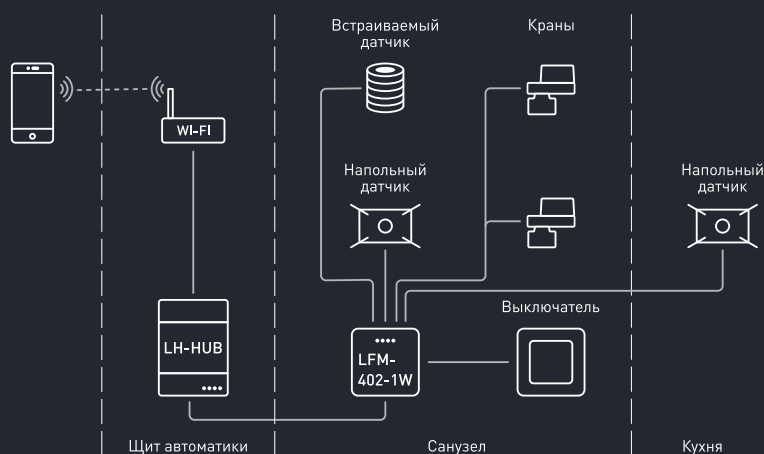 Встраиваемый
датчик
Краны
WI-FI
Напольный
датчик
Напольный
датчик
Выключатель
LH-HUB
LFM-
402-1W
Щит автоматики
Санузел
Кухня